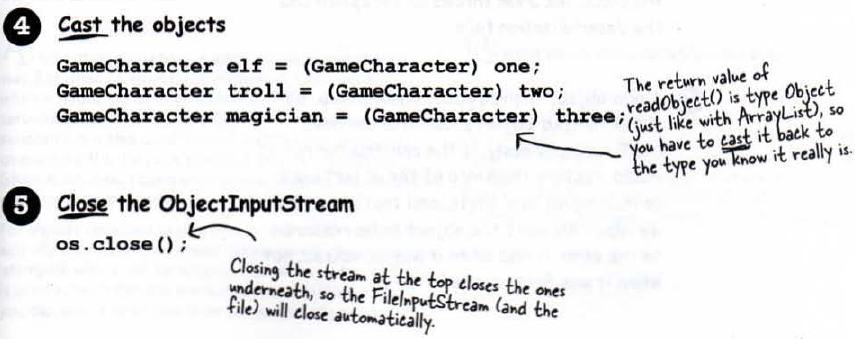 4 Cast the objects
GameCharacter elf = (GameCharacter) one;
GameCharacter troll = (GameCharacter) two;
GameCharacter magician = (GameCharacter) three;
The return value of
readObject() is type Object
(just like with ArrayList), so
you have to cast it back to
the type you know it really is.
5 Close the ObjectInputStream
os.close();
Closing the stream at the top closes the ones
underneath, so the FileInputStream (and the
file) will close automatically.